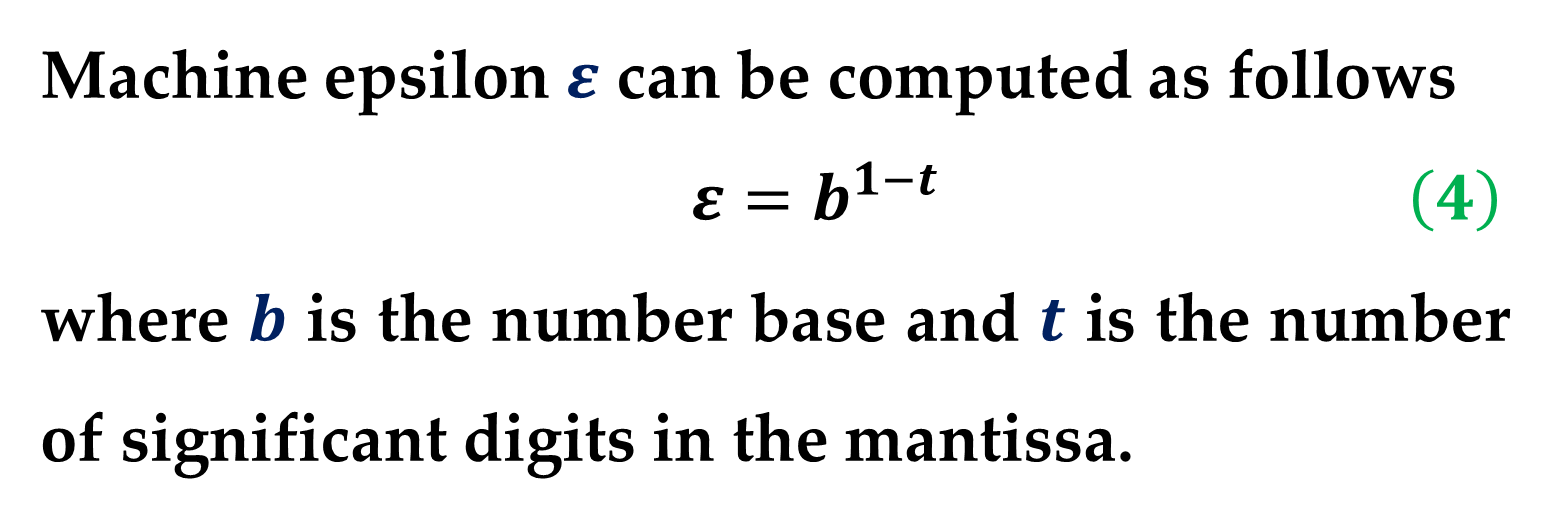 Machine epsilon ε can be computed as follows
ε = b¹⁻ᵗ (4)
where b is the number base and t is the number
of significant digits in the mantissa.